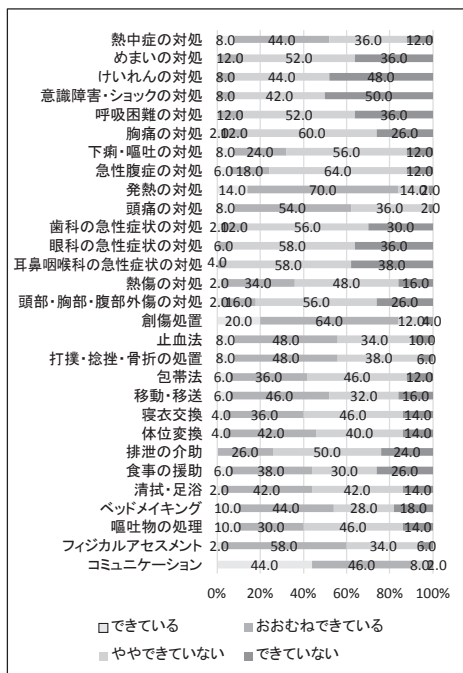 熱中症の対処 8.0 44.0 36.0 12.0
めまいの対処 12.0 52.0 36.0
けいれんの対処 8.0 44.0 48.0
意識障害・ショックの対処 8.0 42.0 50.0
呼吸困難の対処 12.0 52.0 36.0
胸痛の対処 2.0 12.0 60.0 26.0
下痢・嘔吐の対処 8.0 24.0 56.0 12.0
急性腹症の対処 6.0 18.0 64.0 12.0
発熱の対処 14.0 70.0 14.0 2.0
頭痛の対処 8.0 54.0 36.0 2.0
歯科の急性症状の対処 2.0 12.0 56.0 30.0
眼科の急性症状の対処 6.0 58.0 36.0
耳鼻咽喉科の急性症状の対処 4.0 58.0 38.0
熱傷の対処 2.0 34.0 48.0 16.0
頭部・胸部・腹部外傷の対処 2.0 16.0 56.0 26.0
創傷処置 20.0 64.0 12.0 4.0
止血法 8.0 48.0 34.0 10.0
打撲・捻挫・骨折の処置 8.0 48.0 38.0 6.0
包帯法 6.0 36.0 46.0 12.0
移動・移送 6.0 46.0 32.0 16.0
寝衣交換 4.0 36.0 46.0 14.0
体位変換 4.0 42.0 40.0 14.0
排泄の介助 26.0 50.0 24.0
食事の援助 6.0 38.0 30.0 26.0
清拭・足浴 2.0 42.0 42.0 14.0
ベッドメイキング 10.0 44.0 28.0 18.0
嘔吐物の処理 10.0 30.0 46.0 14.0
フィジカルアセスメント 2.0 58.0 34.0 6.0
コミュニケーション 44.0 46.0 8.0 2.0
0% 20% 40% 60% 80% 100%
できている おおむねできている
ややできていない できていない